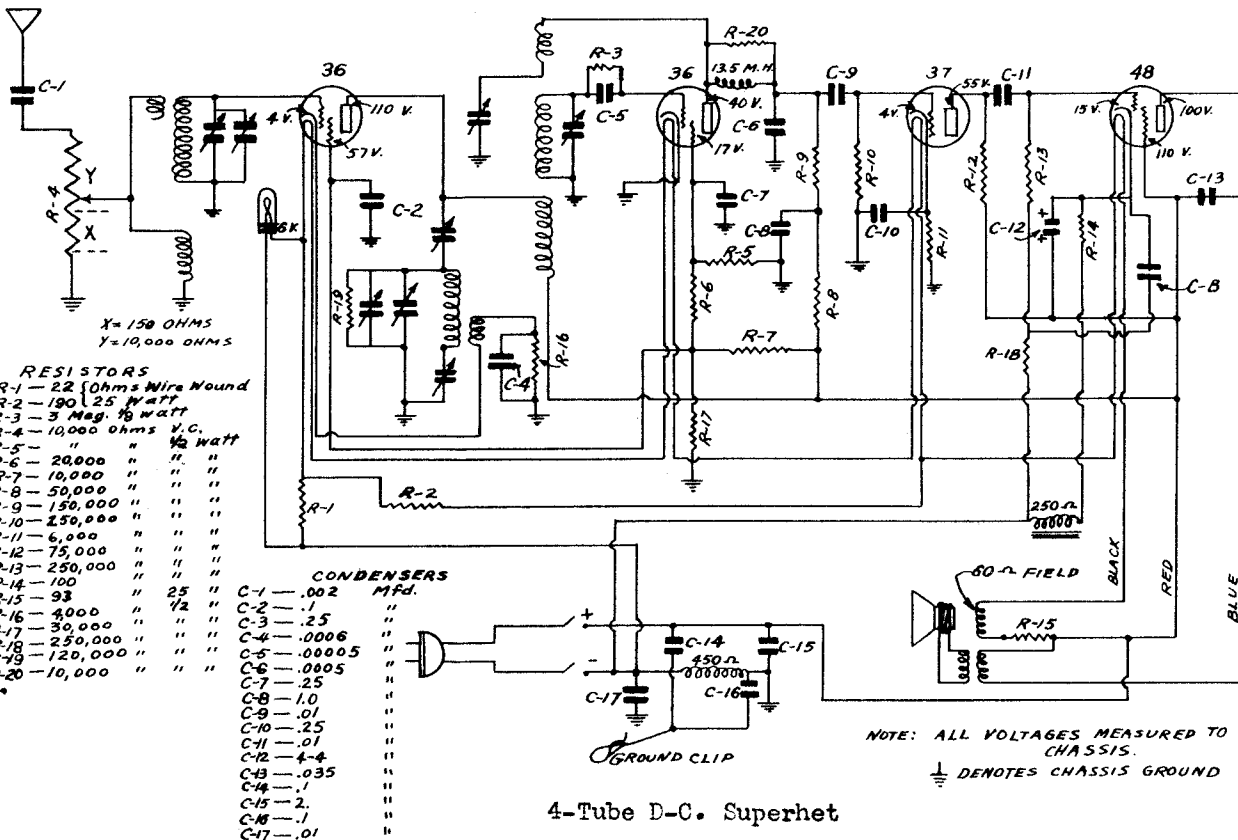 C-1
36
R-3
36
R-20
13.5 M.H.
C-9
37
55V.
C-11
48
4V.
110 V.
57V.
C-5
40V.
17V.
C-6
4V.
15V.
100V.
110 V.
R-4
Y
X
6K
C-2
C-7
C-8
R-5
R-6
R-9
R-10
C-10
R-11
R-12
R-13
C-12
+
+
R-14
C-13
C-8
R-19
C-4
R-16
R-7
R-8
R-18
R-17
X=150 OHMS
Y=10,000 OHMS
R-1
R-2
250Ω
BLACK
RED
BLUE
60Ω FIELD
R-15
RESISTORS
R-1 — 22 { Ohms Wire Wound
R-2 — 190 { 25 Watt
-3 — 3 Meg. 1/8 watt
-4 — 10,000 Ohms V.C.
-5 — " " 1/2 watt
-6 — 20,000 " " "
-7 — 10,000 " " "
-8 — 50,000 " " "
-9 — 150,000 " " "
-10 — 250,000 " " "
-11 — 6,000 " " "
-12 — 75,000 " " "
-13 — 250,000 " " "
-14 — 100 " " "
-15 — 93 " 25 "
-16 — 4,000 " 1/2 "
-17 — 30,000 " " "
-18 — 250,000 " " "
-19 — 120,000 " " "
-20 — 10,000 " " "
CONDENSERS
C-1 — .002 Mfd.
C-2 — .1 "
C-3 — .25 "
C-4 — .0006 "
C-5 — .00005 "
C-6 — .0005 "
C-7 — .25 "
C-8 — 1.0 "
C-9 — .01 "
C-10 — .25 "
C-11 — .01 "
C-12 — 4-4 "
C-13 — .035 "
C-14 — .1 "
C-15 — 2. "
C-16 — .1 "
C-17 — .01 "
+
-
C-14
450Ω
C-15
C-16
C-17
GROUND CLIP
NOTE: ALL VOLTAGES MEASURED TO
CHASSIS.
DENOTES CHASSIS GROUND
4-Tube D-C. Superhet